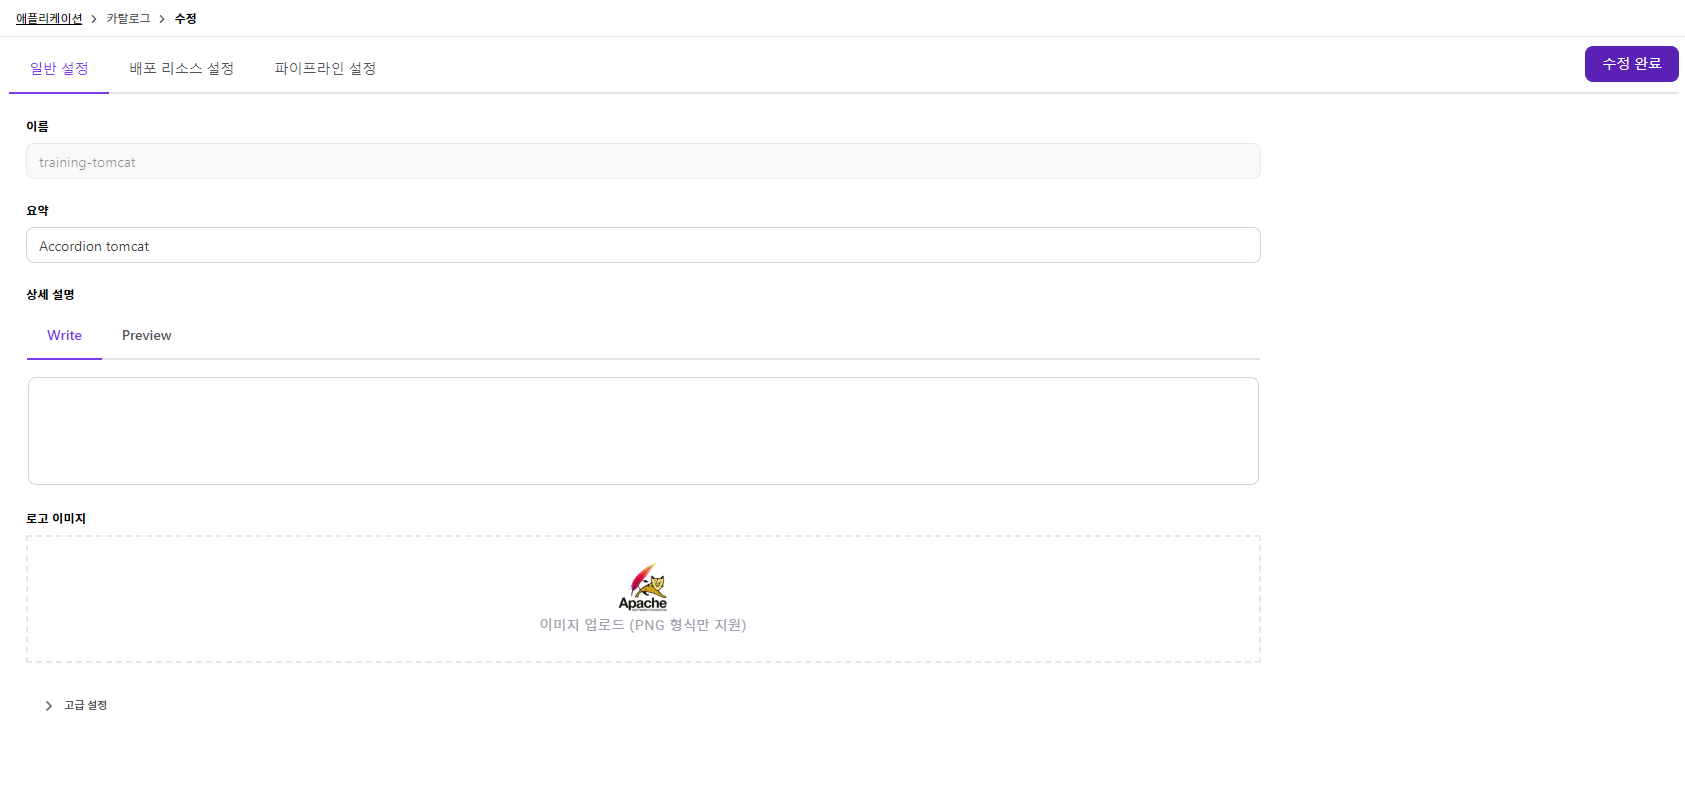 애플리케이션 > 카탈로그 > 수정
일반 설정 배포 리소스 설정 파이프라인 설정 수정 완료
이름
training-tomcat
요약
Accordion tomcat
상세 설명
Write Preview
로고 이미지
Apache
이미지 업로드 (PNG 형식만 지원)
고급 설정